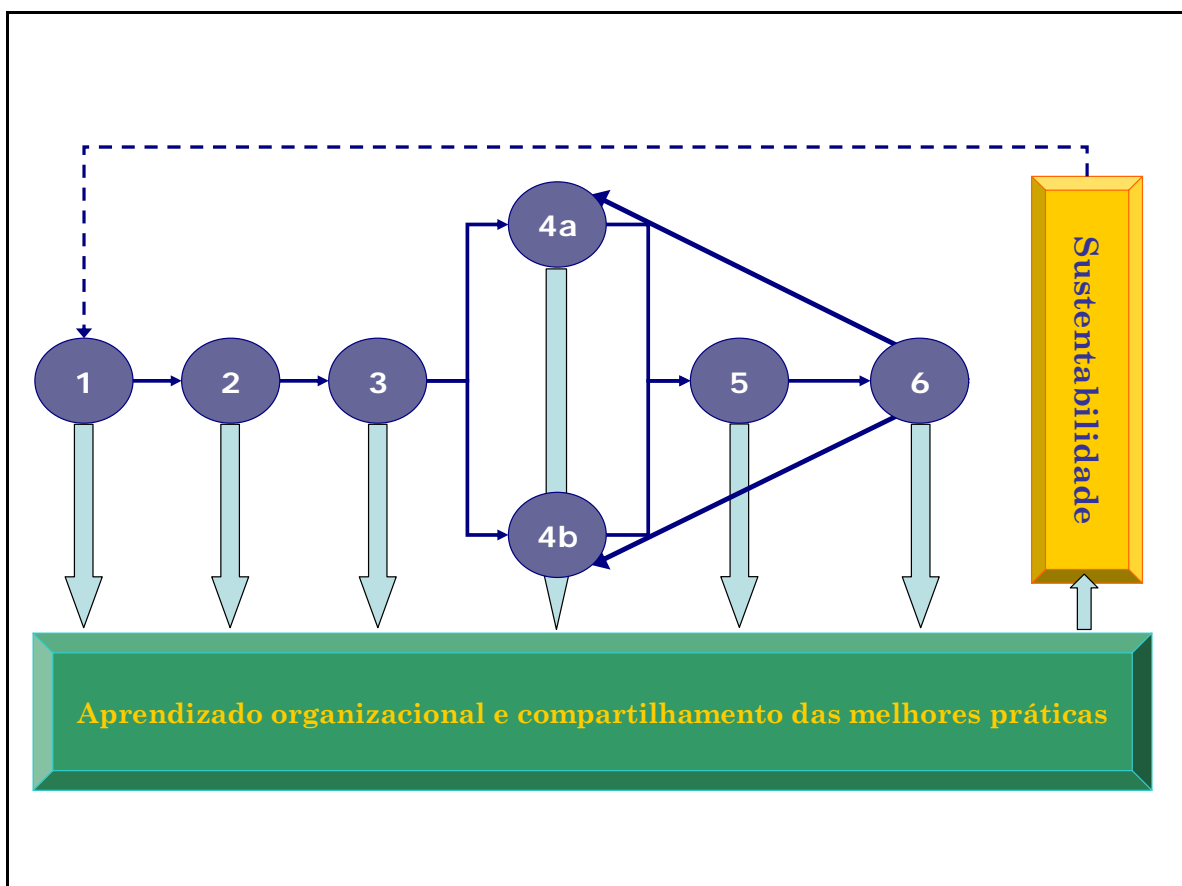 4a
Sustentabilidade
1
2
3
5
6
4b
Aprendizado organizacional e compartilhamento das melhores práticas